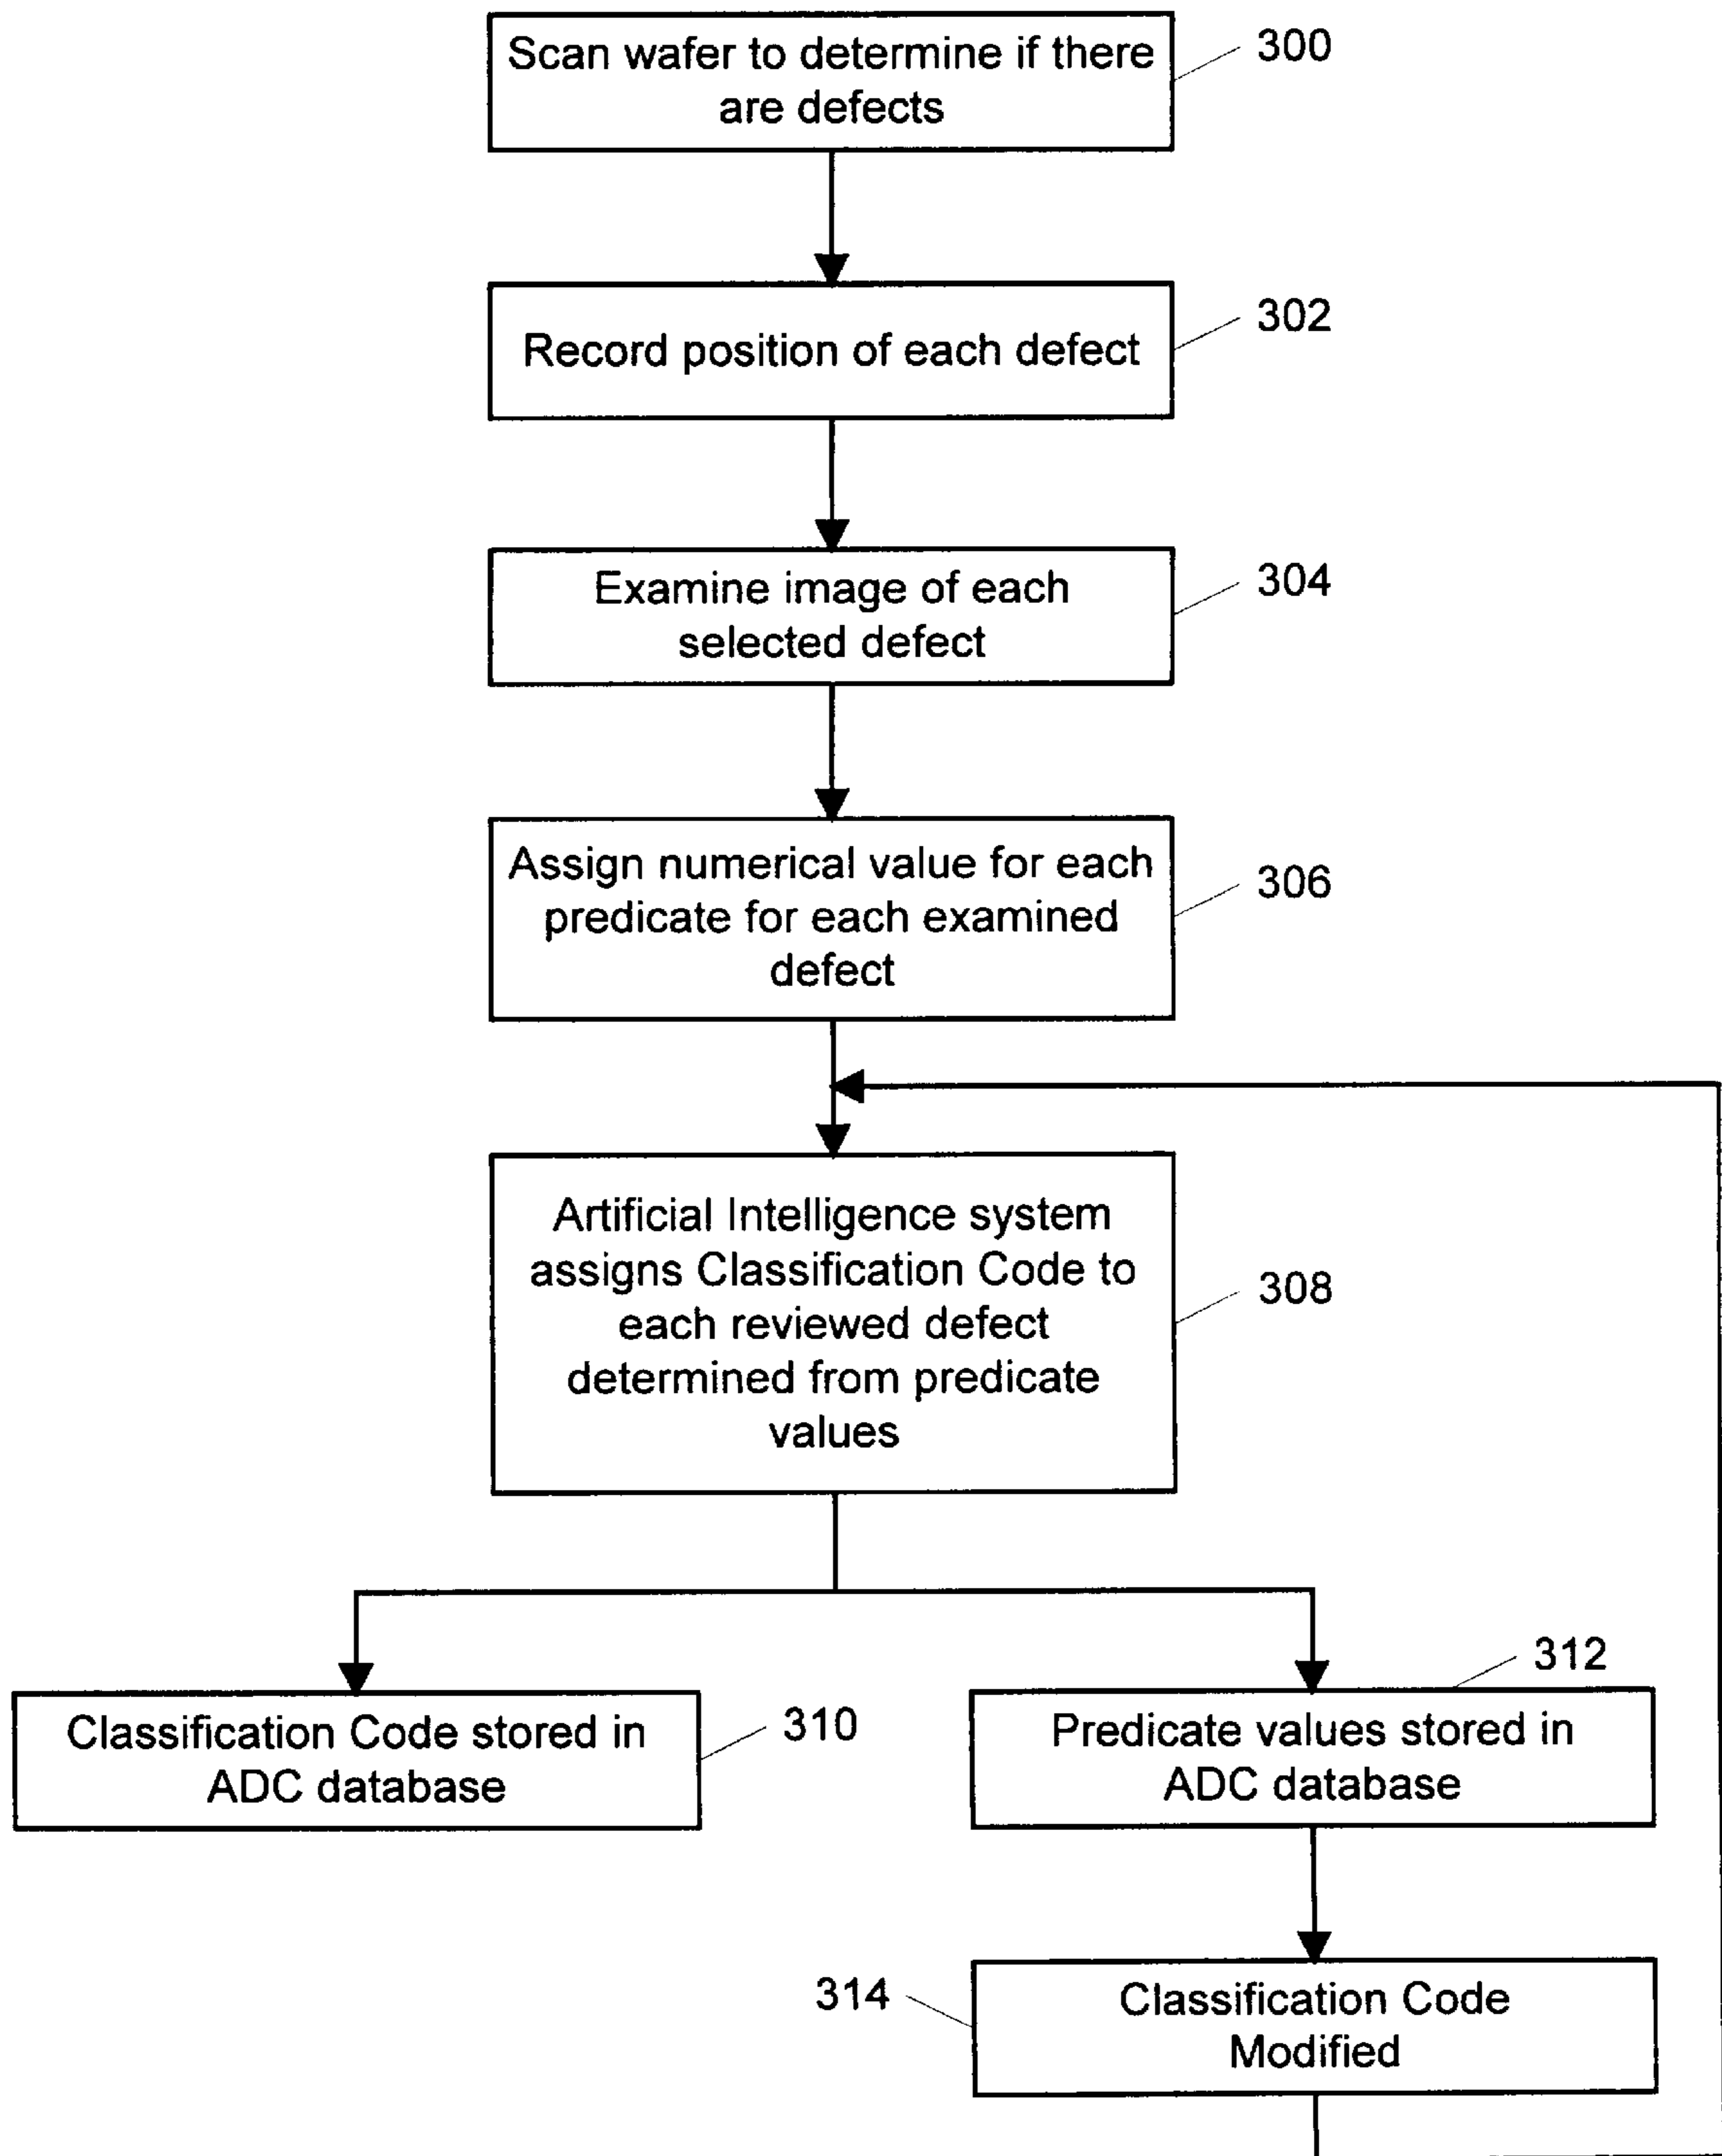 Scan wafer to determine if there
are defects
300
Record position of each defect
302
Examine image of each
selected defect
304
Assign numerical value for each
predicate for each examined
defect
306
Artificial Intelligence system
assigns Classification Code to
each reviewed defect
determined from predicate
values
308
Classification Code stored in
ADC database
310
312
Predicate values stored in
ADC database
314
Classification Code
Modified